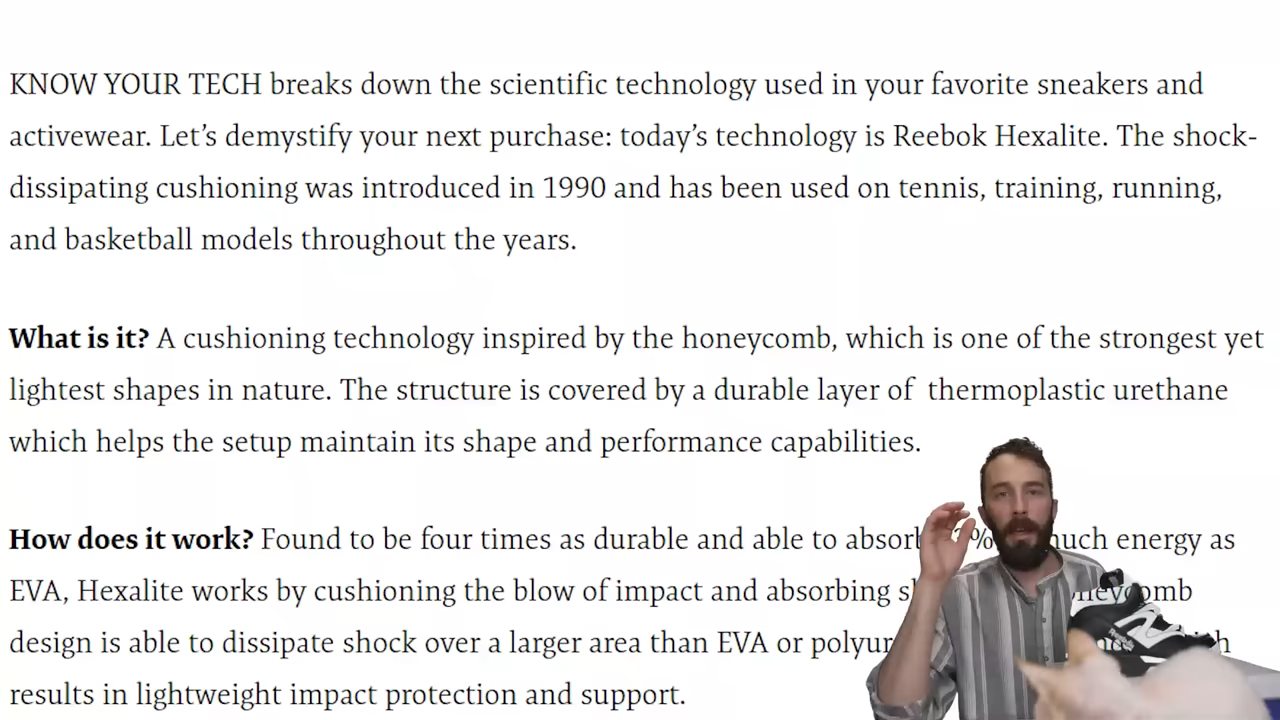 KNOW YOUR TECH breaks down the scientific technology used in your favorite sneakers and
activewear. Let’s demystify your next purchase: today’s technology is Reebok Hexalite. The shock-
dissipating cushioning was introduced in 1990 and has been used on tennis, training, running,
and basketball models throughout the years.
What is it? A cushioning technology inspired by the honeycomb, which is one of the strongest yet
lightest shapes in nature. The structure is covered by a durable layer of thermoplastic urethane
which helps the setup maintain its shape and performance capabilities.
How does it work? Found to be four times as durable and able to absorb energy as
EVA, Hexalite works by cushioning the blow of impact and absorbing
design is able to dissipate shock over a larger area than EVA or
results in lightweight impact protection and support.